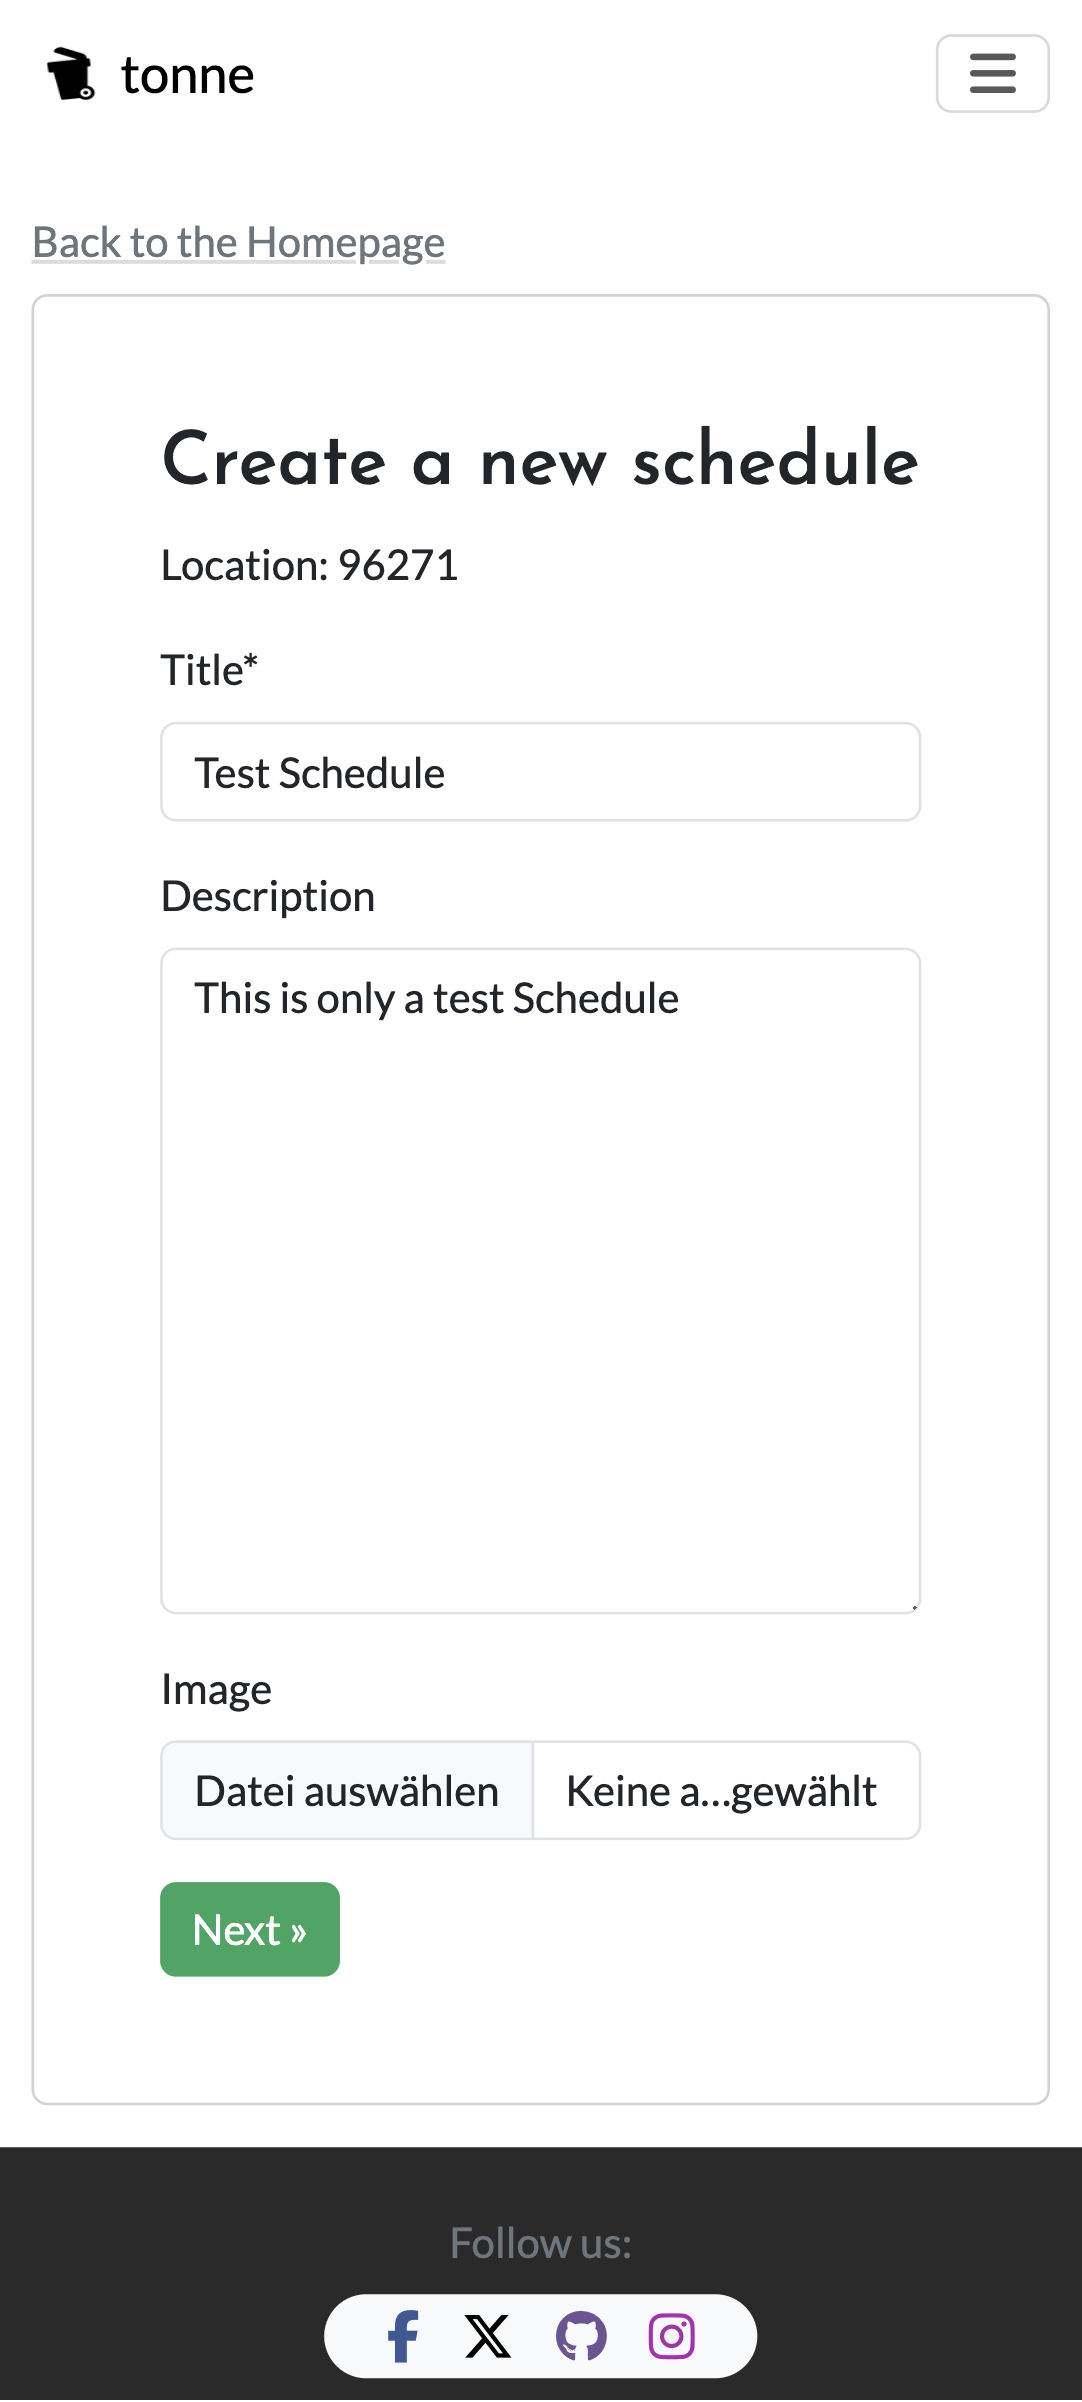 tonne
Back to the Homepage
Create a new schedule
Location: 96271
Title*
Test Schedule
Description
This is only a test Schedule
Image
Datei auswählen Keine a...gewählt
Next »
Follow us: